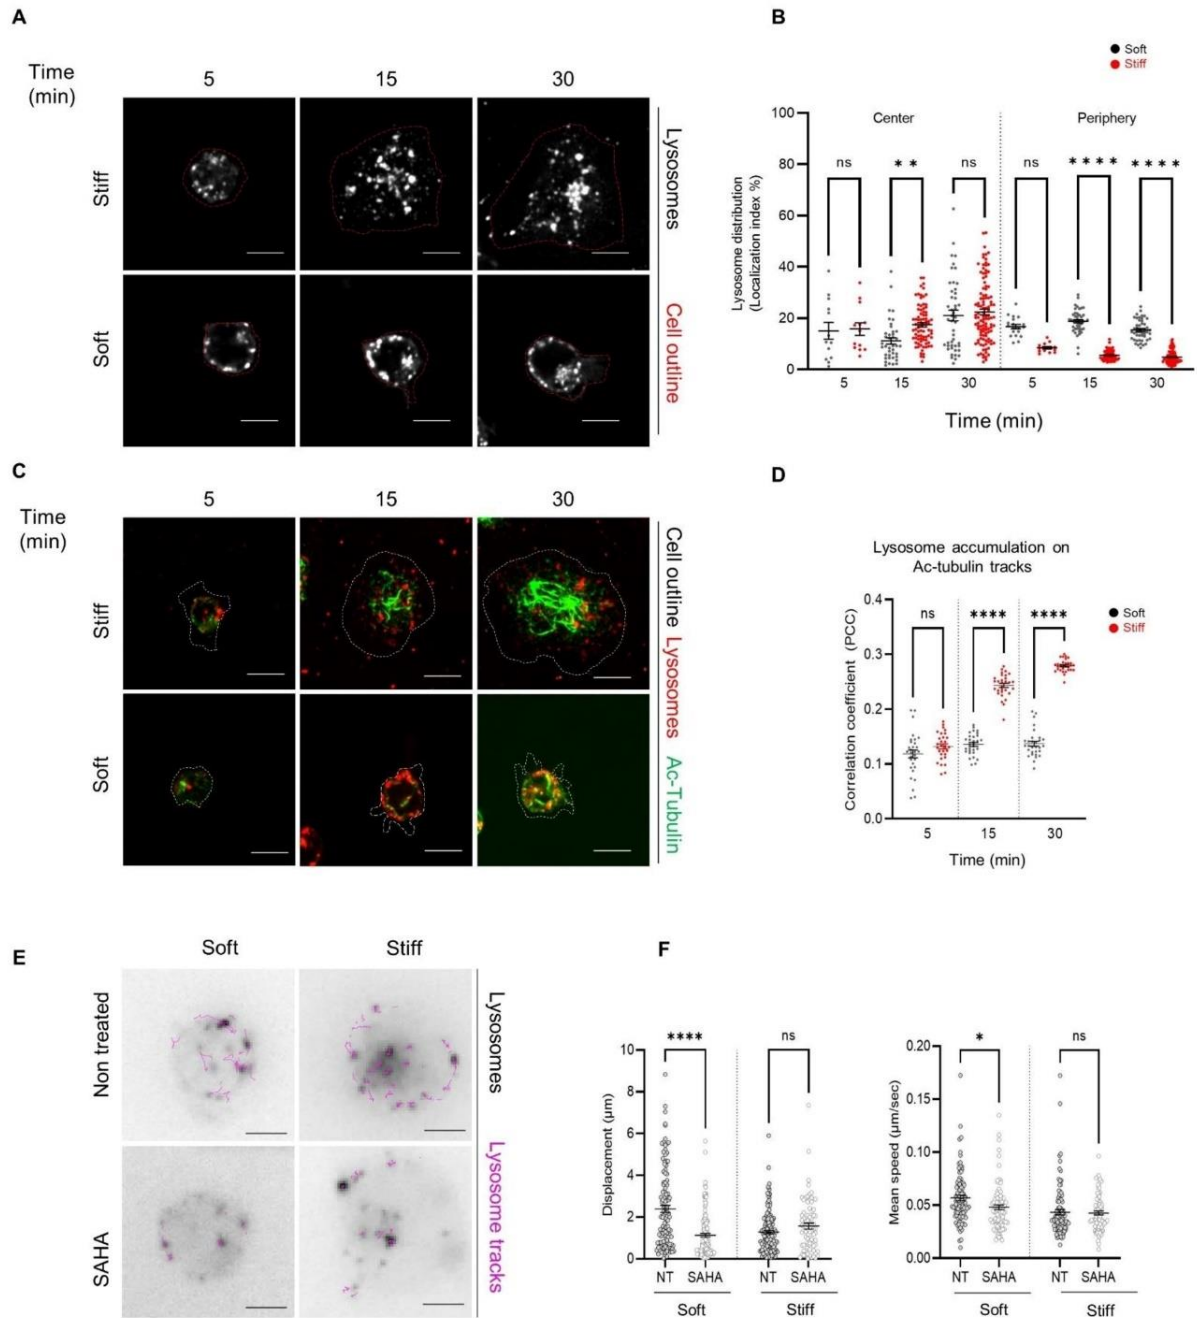 A
Time
(min)
5
15
30
Stiff
Soft
Lysosomes
Cell outline
B
Soft
Stiff
Center
Periphery
ns
* *
ns
ns
* * * *
* * * *
Lysosome distribution
(Localization index %)
100
80
60
40
20
0
5
15
30
5
15
30
Time (min)
C
Time
(min)
5
15
30
Stiff
Soft
Cell outline Lysosomes Ac-Tubulin
D
Lysosome accumulation on
Ac-tubulin tracks
Soft
Stiff
ns
****
****
Correlation coefficient (PCC)
0.4
0.3
0.2
0.1
0.0
5
15
30
Time (min)
E
Soft
Stiff
Non treated
SAHA
Lysosomes
Lysosome tracks
F
****
ns
Displacement (μm)
10
8
6
4
2
0
NT
SAHA
NT
SAHA
Soft
Stiff
*
ns
Mean speed (μm/sec)
0.20
0.15
0.10
0.05
0.00
NT
SAHA
NT
SAHA
Soft
Stiff